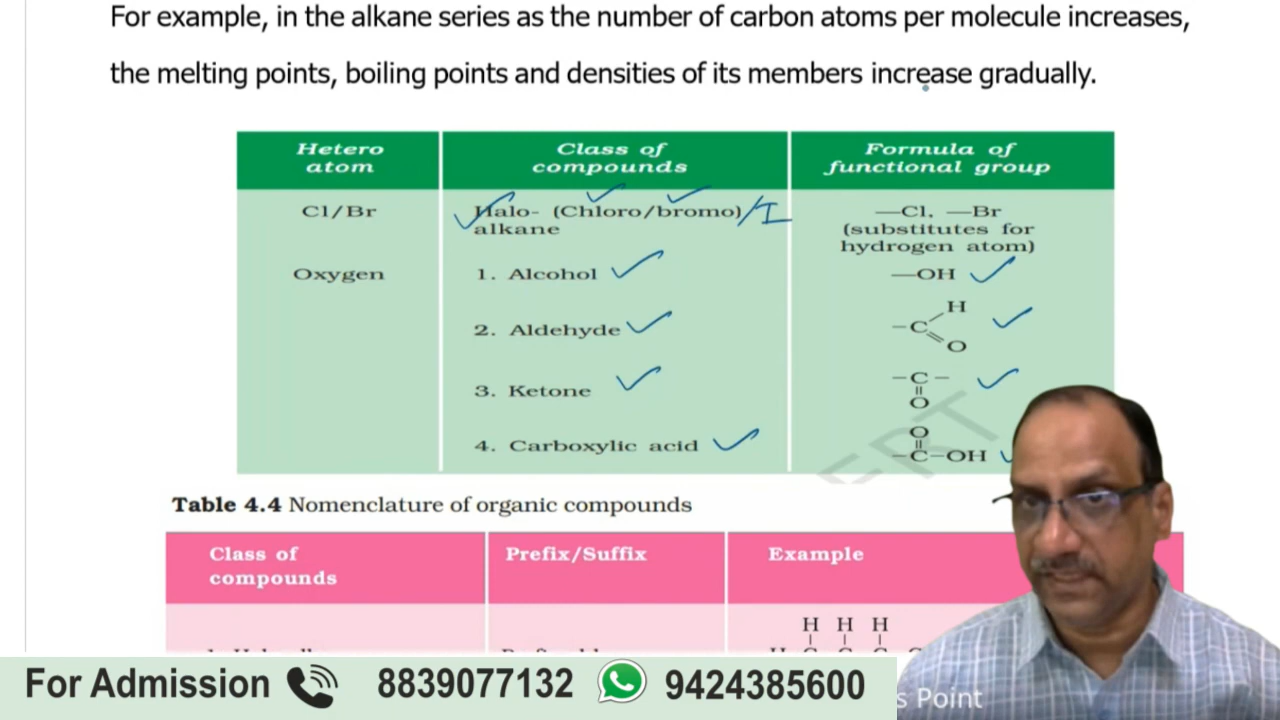 For example, in the alkane series as the number of carbon atoms per molecule increases,
the melting points, boiling points and densities of its members increase gradually.
Hetero atom
Class of compounds
Formula of functional group
Cl/Br
Halo- (Chloro/bromo)/I
alkane
—Cl, —Br
(substitutes for
hydrogen atom)
Oxygen
1. Alcohol
—OH
2. Aldehyde
H
–C
O
3. Ketone
–C–
O
4. Carboxylic acid
O
–C–OH
ERT
Table 4.4 Nomenclature of organic compounds
Class of compounds
Prefix/Suffix
Example
H H H
For Admission 8839077132 9424385600
s Point